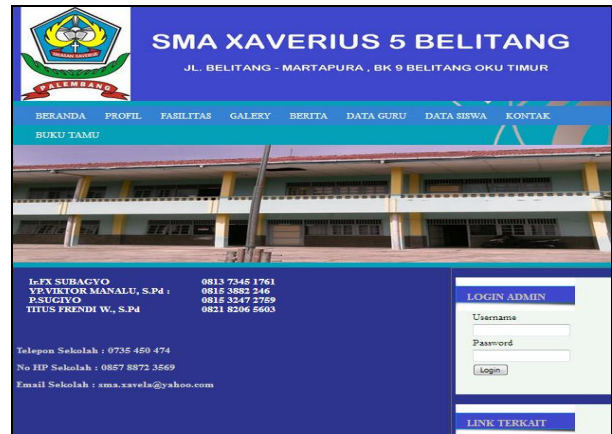 SMA XAVERIUS 5 BELITANG
JL. BELITANG - MARTAPURA , BK 9 BELITANG OKU TIMUR
PALEMBANG
BERANDA PROFIL FASILITAS GALERY BERITA DATA GURU DATA SISWA KONTAK
BUKU TAMU
Ir.FX SUBAGYO 0813 7345 1761
YP.VIKTOR MANALU, S.Pd : 0815 3882 246
P.SUGIYO 0815 3247 2759
TITUS FRENDI W., S.Pd 0821 8206 5603
Telepon Sekolah : 0735 450 474
No HP Sekolah : 0857 8872 3569
Email Sekolah : sma.xavela@yahoo.com
LOGIN ADMIN
Username
Password
Login
LINK TERKAIT